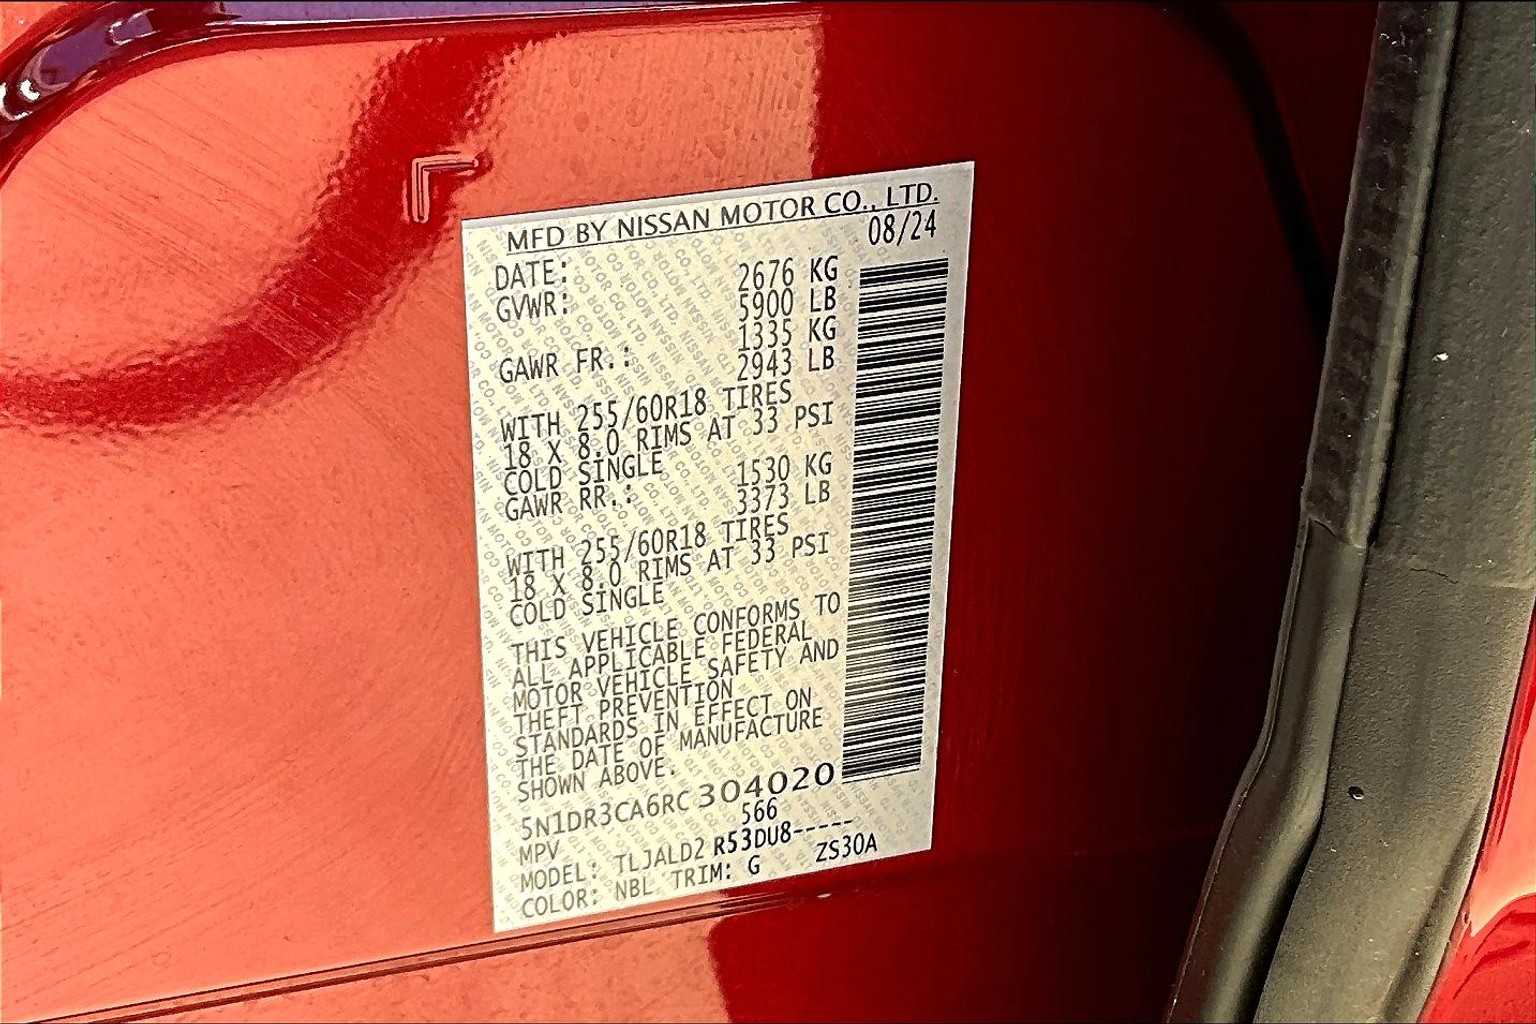 MFD BY NISSAN MOTOR CO., LTD.
DATE: 08/24
GVWR: 2676 KG
5900 LB
1335 KG
GAWR FR.: 2943 LB
WITH 255/60R18 TIRES
18 X 8.0 RIMS AT 33 PSI
COLD SINGLE
1530 KG
GAWR RR.: 3373 LB
WITH 255/60R18 TIRES
18 X 8.0 RIMS AT 33 PSI
COLD SINGLE
THIS VEHICLE CONFORMS TO
ALL APPLICABLE FEDERAL
MOTOR VEHICLE SAFETY AND
THEFT PREVENTION
STANDARDS IN EFFECT ON
THE DATE OF MANUFACTURE
SHOWN ABOVE.
5N1DR3CA6RC304020
MPV 566
MODEL: TLJALD2 R53DU8-----
COLOR: NBL TRIM: G ZS30A